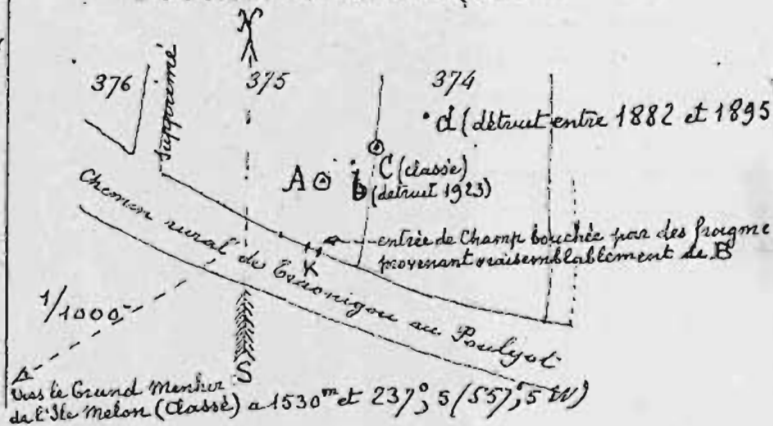 N
376
375
374
Supprimé
d (détruit entre 1882 et 1895
C (classé)
A
b
(détruit 1923)
entrée de Champ bouchée par des fragme
provenant vraisemblablement de B
K
Chemin rural de au Poulyot
1/1000
S
Vers le Grand Menhir
de l'Ile Melon (Classé) a 1530m et 237°,5 (S57°,5 W)